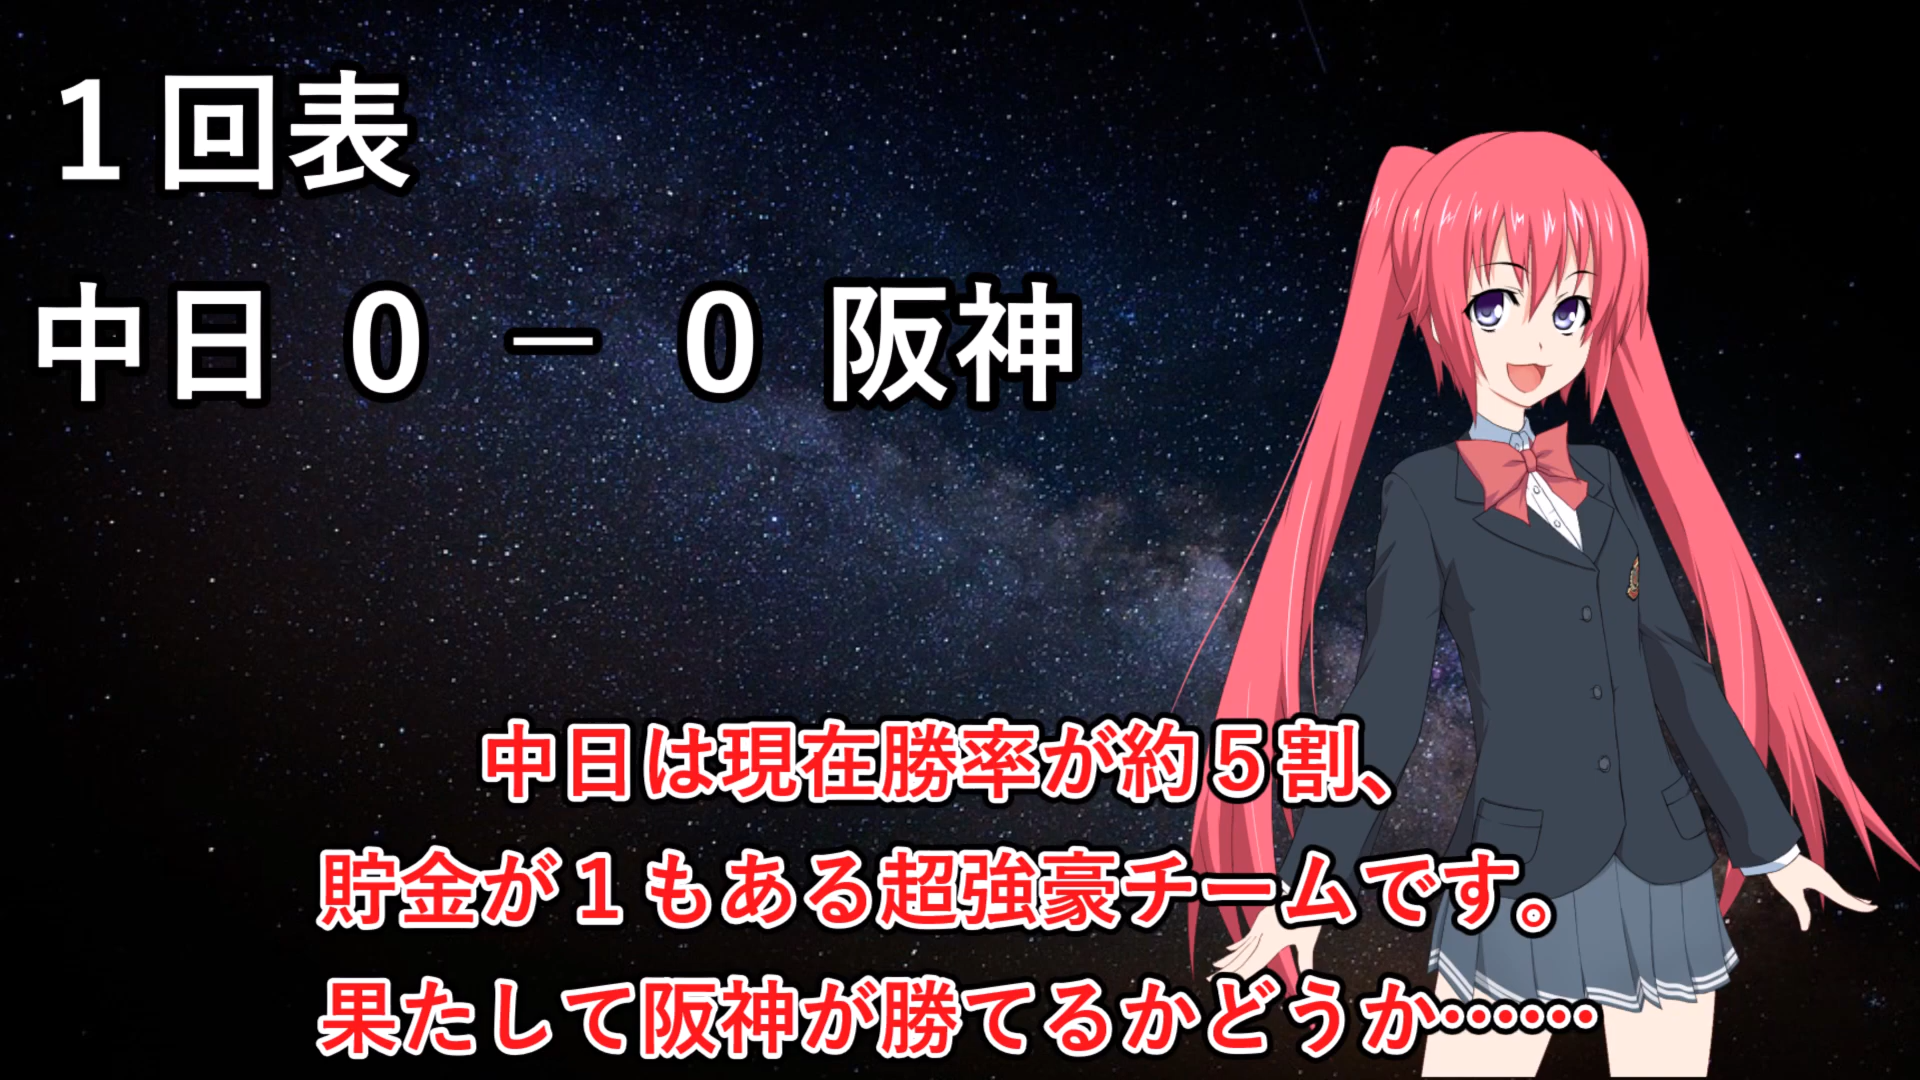 １回表
中日 ０ － ０ 阪神
中日は現在勝率が約５割、
貯金が１もある超強豪チームです。
果たして阪神が勝てるかどうか……